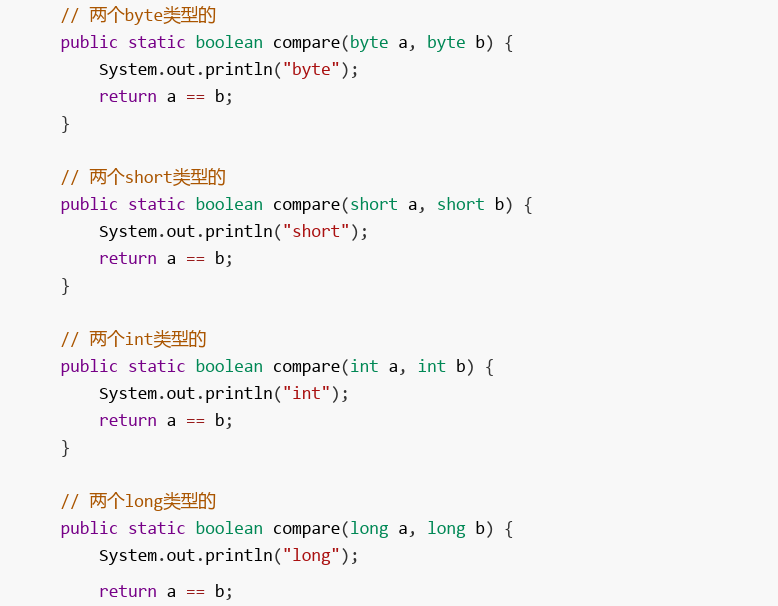 // 两个byte类型的
public static boolean compare(byte a, byte b) {
    System.out.println("byte");
    return a == b;
}
// 两个short类型的
public static boolean compare(short a, short b) {
    System.out.println("short");
    return a == b;
}
// 两个int类型的
public static boolean compare(int a, int b) {
    System.out.println("int");
    return a == b;
}
// 两个long类型的
public static boolean compare(long a, long b) {
    System.out.println("long");
    return a == b;